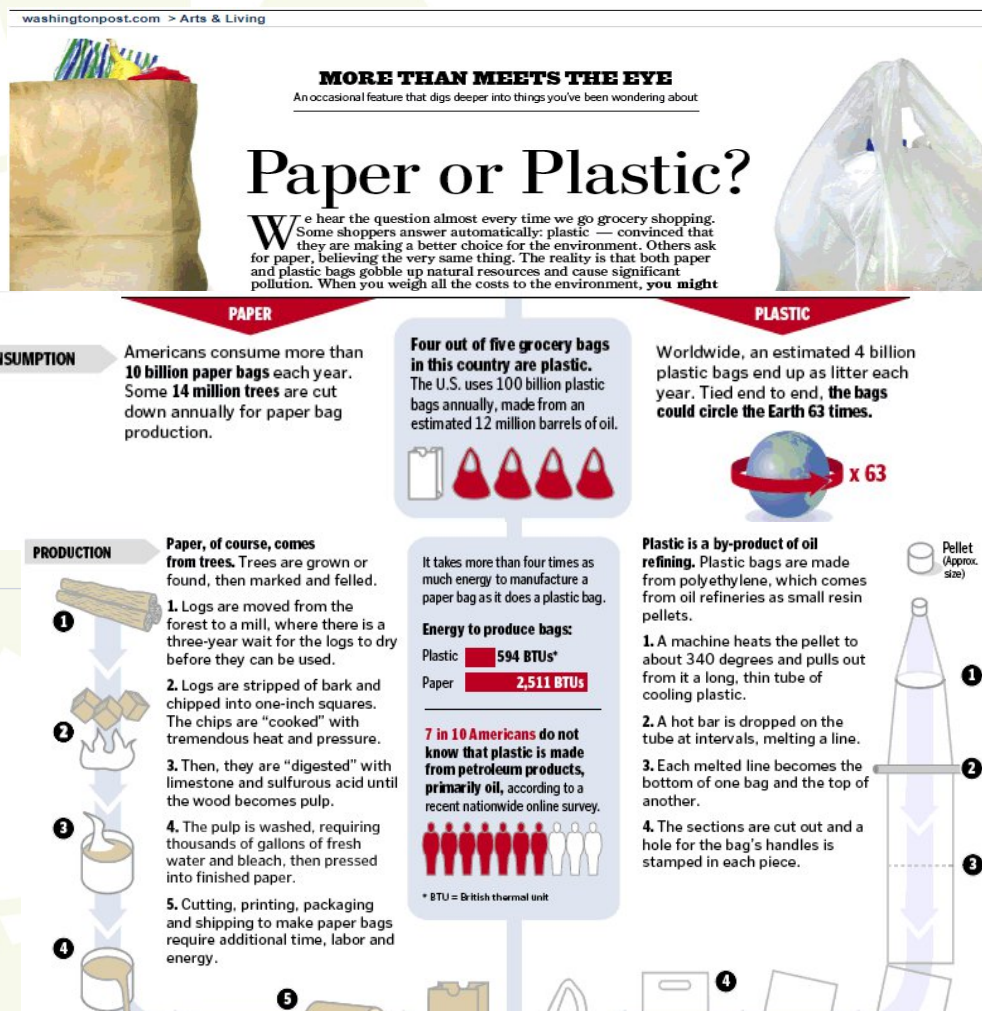 washingtonpost.com > Arts & Living
MORE THAN MEETS THE EYE
An occasional feature that digs deeper into things you've been wondering about
Paper or Plastic?
We hear the question almost every time we go grocery shopping.
Some shoppers answer automatically: plastic — convinced that
they are making a better choice for the environment. Others ask
for paper, believing the very same thing. The reality is that both paper
and plastic bags gobble up natural resources and cause significant
pollution. When you weigh all the costs to the environment, you might
PAPER
NSUMPTION
Americans consume more than
10 billion paper bags each year.
Some 14 million trees are cut
down annually for paper bag
production.
Four out of five grocery bags
in this country are plastic.
The U.S. uses 100 billion plastic
bags annually, made from an
estimated 12 million barrels of oil.
PLASTIC
Worldwide, an estimated 4 billion
plastic bags end up as litter each
year. Tied end to end, the bags
could circle the Earth 63 times.
x 63
PRODUCTION
Paper, of course, comes
from trees. Trees are grown or
found, then marked and felled.
1. Logs are moved from the
forest to a mill, where there is a
three-year wait for the logs to dry
before they can be used.
2. Logs are stripped of bark and
chipped into one-inch squares.
The chips are “cooked” with
tremendous heat and pressure.
3. Then, they are “digested” with
limestone and sulfurous acid until
the wood becomes pulp.
4. The pulp is washed, requiring
thousands of gallons of fresh
water and bleach, then pressed
into finished paper.
5. Cutting, printing, packaging
and shipping to make paper bags
require additional time, labor and
energy.
1
2
3
4
5
It takes more than four times as
much energy to manufacture a
paper bag as it does a plastic bag.
Energy to produce bags:
Plastic 594 BTUs*
Paper 2,511 BTUs
7 in 10 Americans do not
know that plastic is made
from petroleum products,
primarily oil, according to a
recent nationwide online survey.
* BTU = British thermal unit
Plastic is a by-product of oil
refining. Plastic bags are made
from polyethylene, which comes
from oil refineries as small resin
pellets.
1. A machine heats the pellet to
about 340 degrees and pulls out
from it a long, thin tube of
cooling plastic.
2. A hot bar is dropped on the
tube at intervals, melting a line.
3. Each melted line becomes the
bottom of one bag and the top of
another.
4. The sections are cut out and a
hole for the bag's handles is
stamped in each piece.
Pellet
(Approx.
size)
1
2
3
4